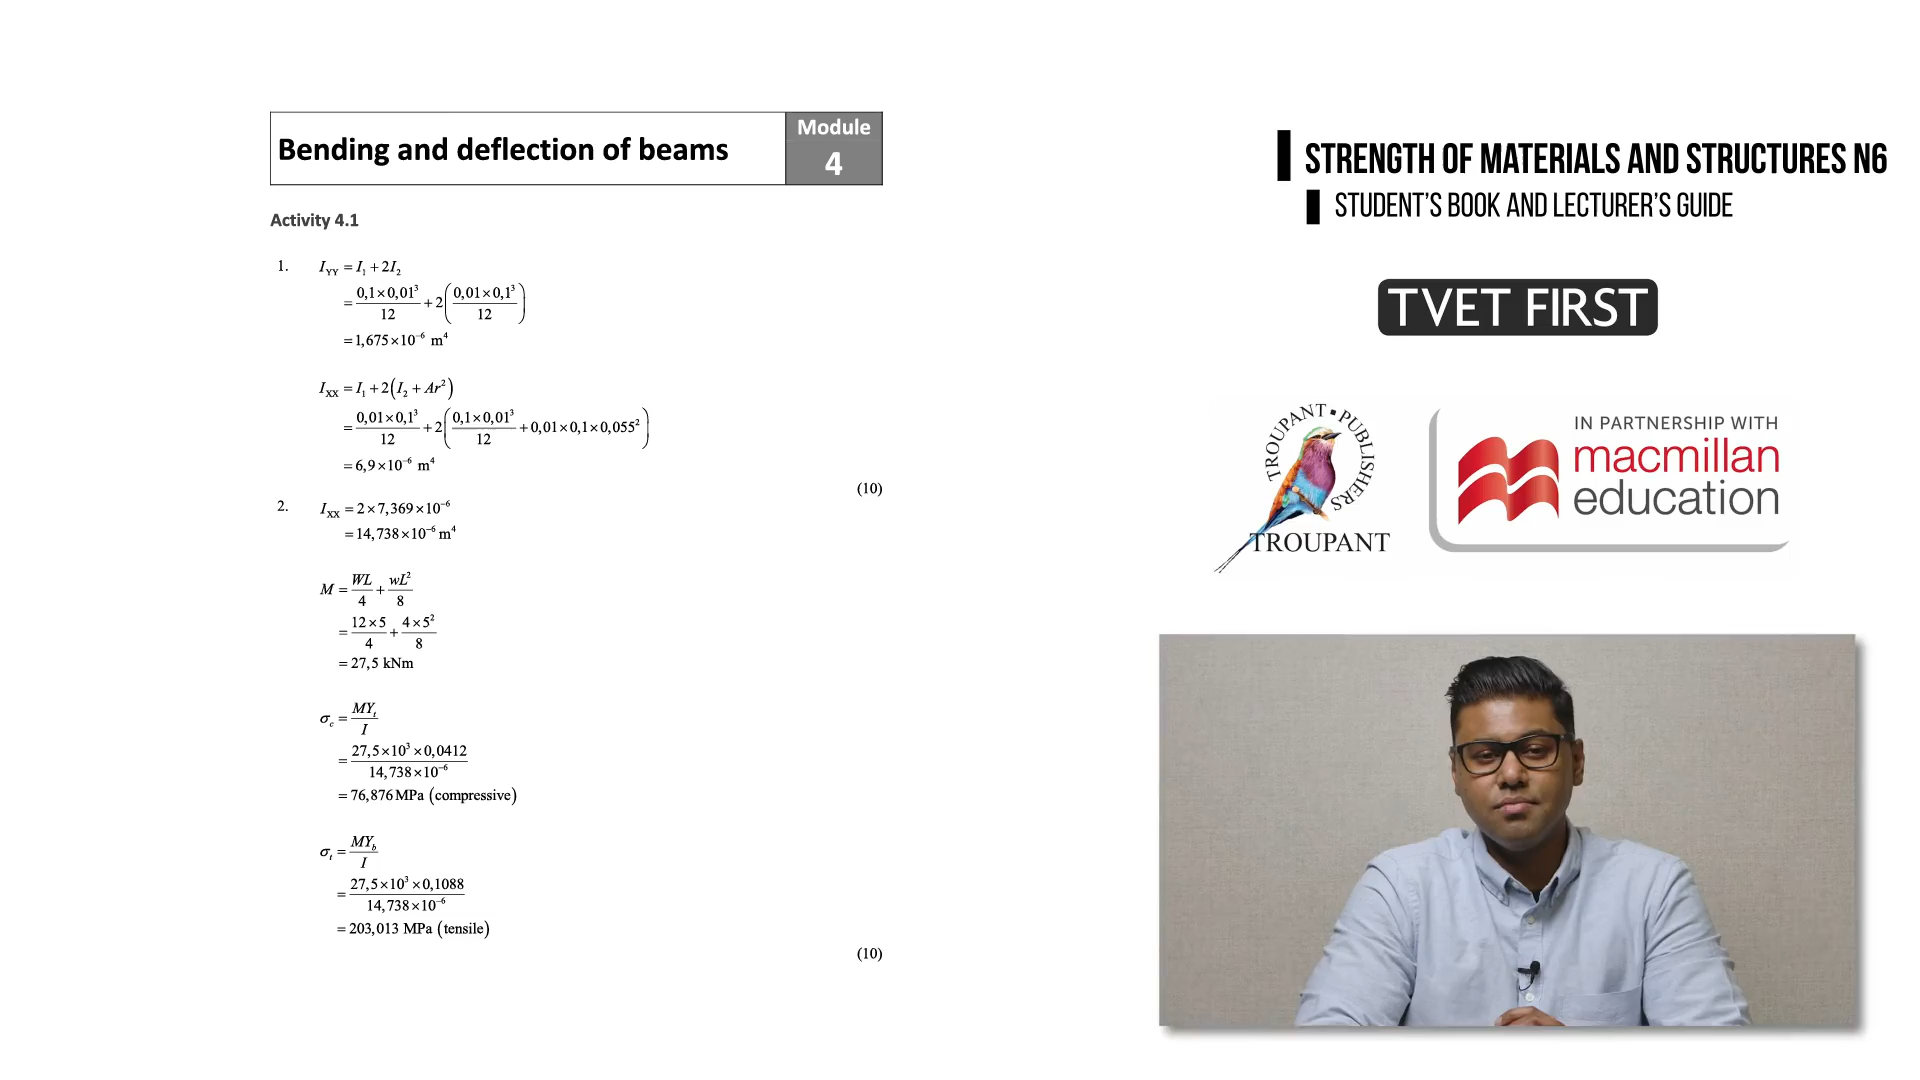 Bending and deflection of beams
Module
4
Activity 4.1
1. I_YY = I₁ + 2I₂
= (0,1×0,01³)/12 + 2((0,01×0,1³)/12)
= 1,675×10⁻⁶ m⁴
I_XX = I₁ + 2(I₂ + Ar²)
= (0,01×0,1³)/12 + 2((0,1×0,01³)/12 + 0,01×0,1×0,055²)
= 6,9×10⁻⁶ m⁴
(10)
2. I_XX = 2×7,369×10⁻⁶
= 14,738×10⁻⁶ m⁴
M = WL/4 + wL²/8
= (12×5)/4 + (4×5²)/8
= 27,5 kNm
σ_c = MY_t/I
= (27,5×10³×0,0412)/(14,738×10⁻⁶)
= 76,876 MPa (compressive)
σ_t = MY_b/I
= (27,5×10³×0,1088)/(14,738×10⁻⁶)
= 203,013 MPa (tensile)
(10)
STRENGTH OF MATERIALS AND STRUCTURES N6
STUDENT'S BOOK AND LECTURER'S GUIDE
TVET FIRST
TROUPANT▪PUBLISHERS
TROUPANT
IN PARTNERSHIP WITH
macmillan
education